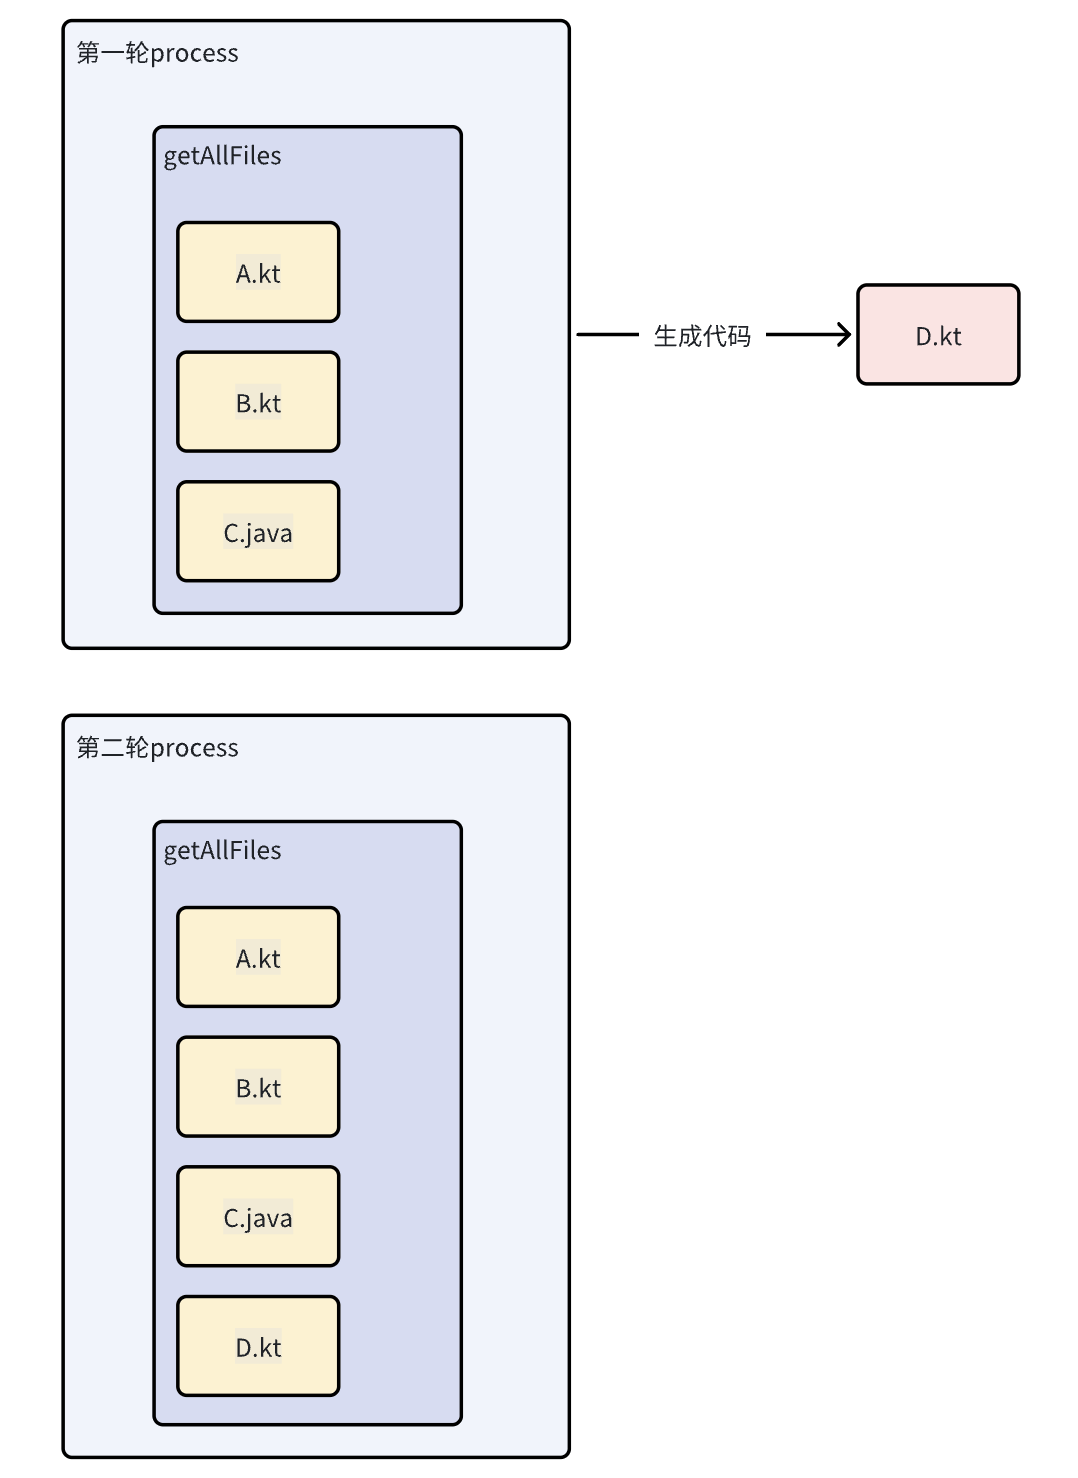 第一轮process
getAllFiles
A.kt
B.kt
C.java
生成代码
D.kt
第二轮process
getAllFiles
A.kt
B.kt
C.java
D.kt